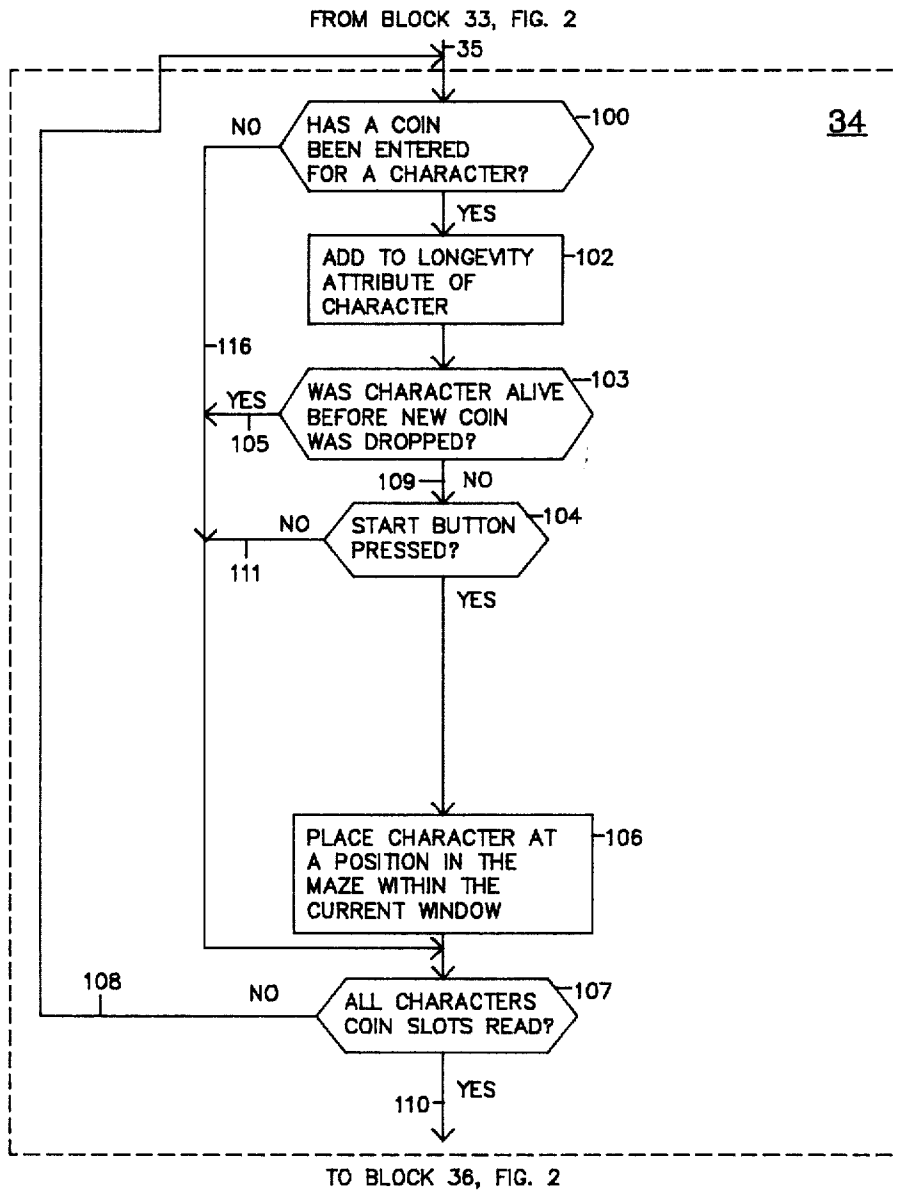 FROM BLOCK 33, FIG. 2
35
34
NO
HAS A COIN
BEEN ENTERED
FOR A CHARACTER?
100
YES
ADD TO LONGEVITY
ATTRIBUTE OF
CHARACTER
102
116
WAS CHARACTER ALIVE
BEFORE NEW COIN
WAS DROPPED?
103
YES
105
109
NO
START BUTTON
PRESSED?
104
NO
111
YES
PLACE CHARACTER AT
A POSITION IN THE
MAZE WITHIN THE
CURRENT WINDOW
106
ALL CHARACTERS
COIN SLOTS READ?
107
108
NO
YES
110
TO BLOCK 36, FIG. 2